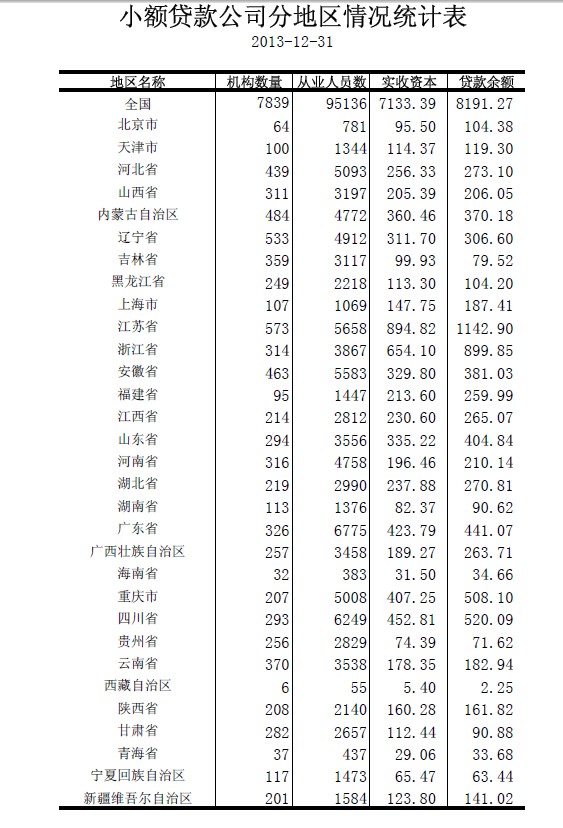 小额贷款公司分地区情况统计表
2013-12-31
地区名称 机构数量 从业人员数 实收资本 贷款余额
全国 7839 95136 7133.39 8191.27
北京市 64 781 95.50 104.38
天津市 100 1344 114.37 119.30
河北省 439 5093 256.33 273.10
山西省 311 3197 205.39 206.05
内蒙古自治区 484 4772 360.46 370.18
辽宁省 533 4912 311.70 306.60
吉林省 359 3117 99.93 79.52
黑龙江省 249 2218 113.30 104.20
上海市 107 1069 147.75 187.41
江苏省 573 5658 894.82 1142.90
浙江省 314 3867 654.10 899.85
安徽省 463 5583 329.80 381.03
福建省 95 1447 213.60 259.99
江西省 214 2812 230.60 265.07
山东省 294 3556 335.22 404.84
河南省 316 4758 196.46 210.14
湖北省 219 2990 237.88 270.81
湖南省 113 1376 82.37 90.62
广东省 326 6775 423.79 441.07
广西壮族自治区 257 3458 189.27 263.71
海南省 32 383 31.50 34.66
重庆市 207 5008 407.25 508.10
四川省 293 6249 452.81 520.09
贵州省 256 2829 74.39 71.62
云南省 370 3538 178.35 182.94
西藏自治区 6 55 5.40 2.25
陕西省 208 2140 160.28 161.82
甘肃省 282 2657 112.44 90.88
青海省 37 437 29.06 33.68
宁夏回族自治区 117 1473 65.47 63.44
新疆维吾尔自治区 201 1584 123.80 141.02